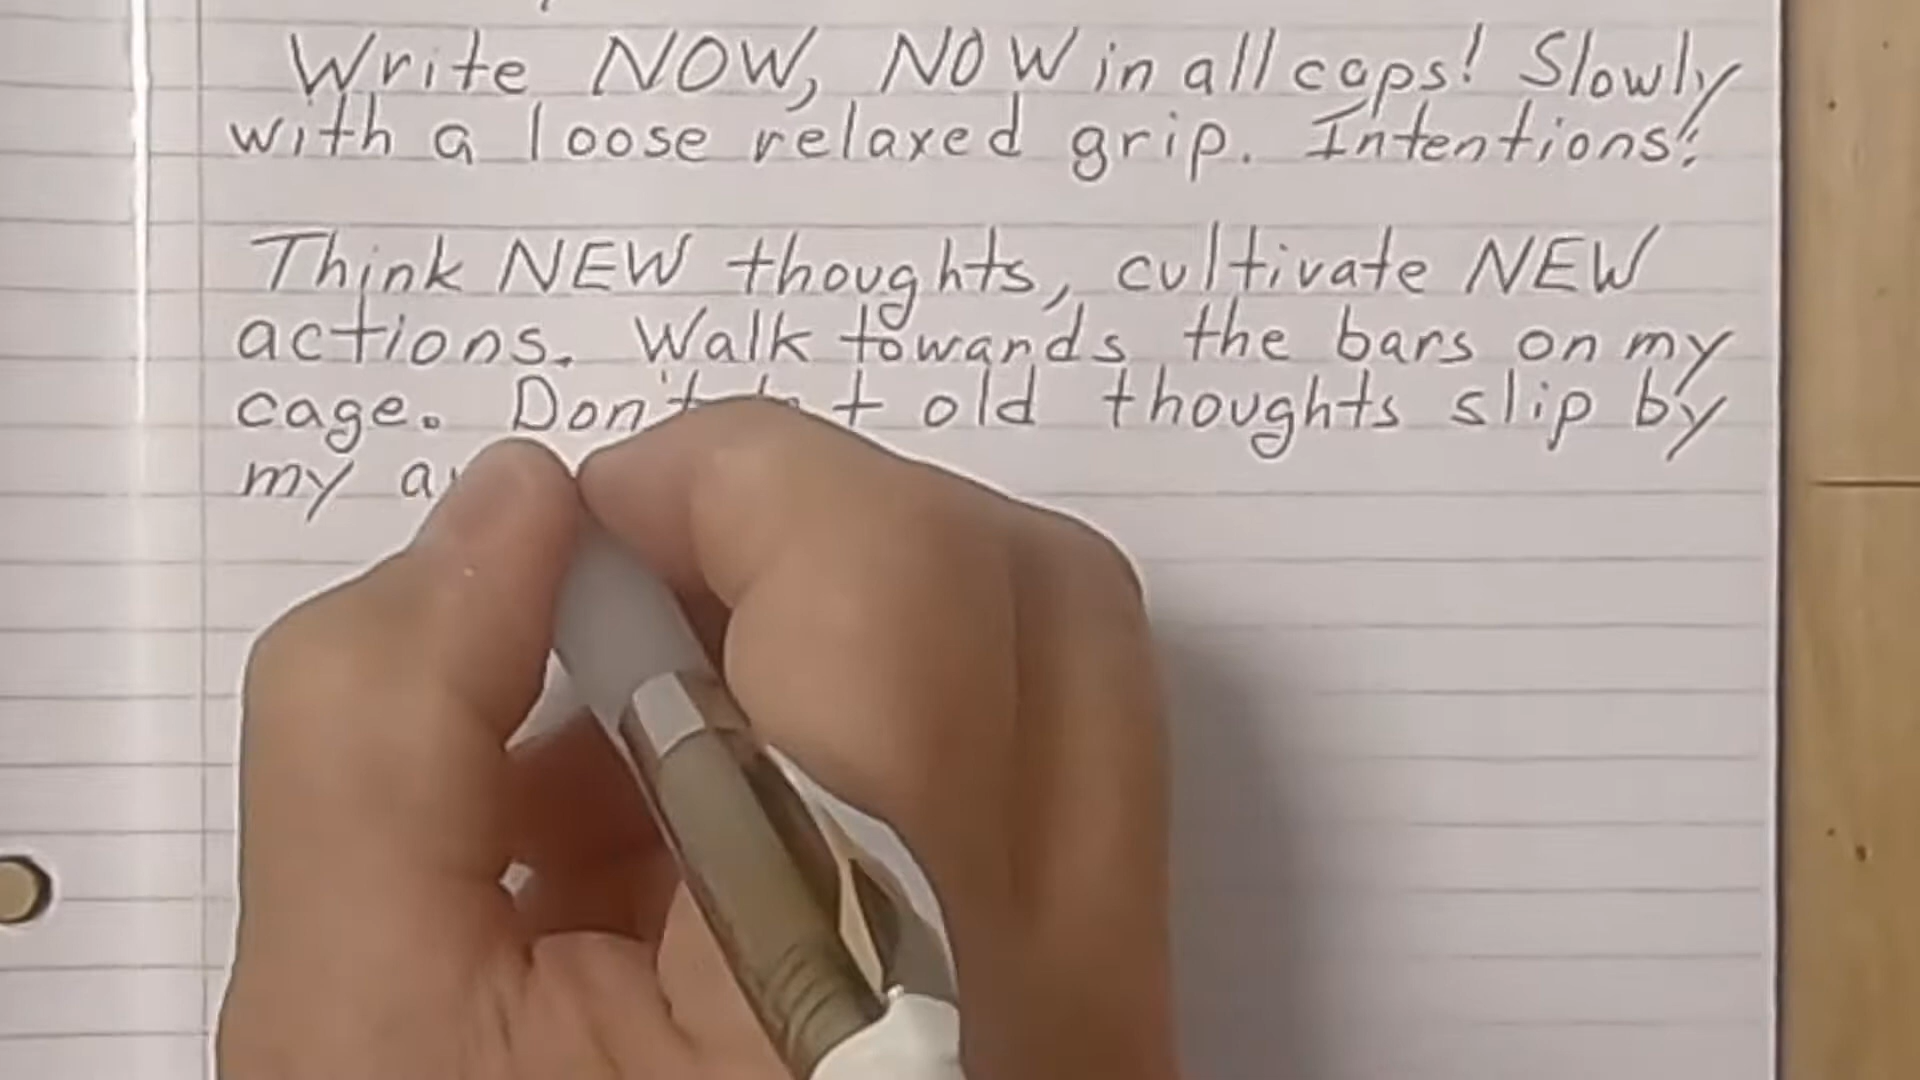 Write NOW, NOW in all caps! Slowly
with a loose relaxed grip. Intentions!
Think NEW thoughts, cultivate NEW
actions. Walk towards the bars on my
cage. Don't old thoughts slip by
my